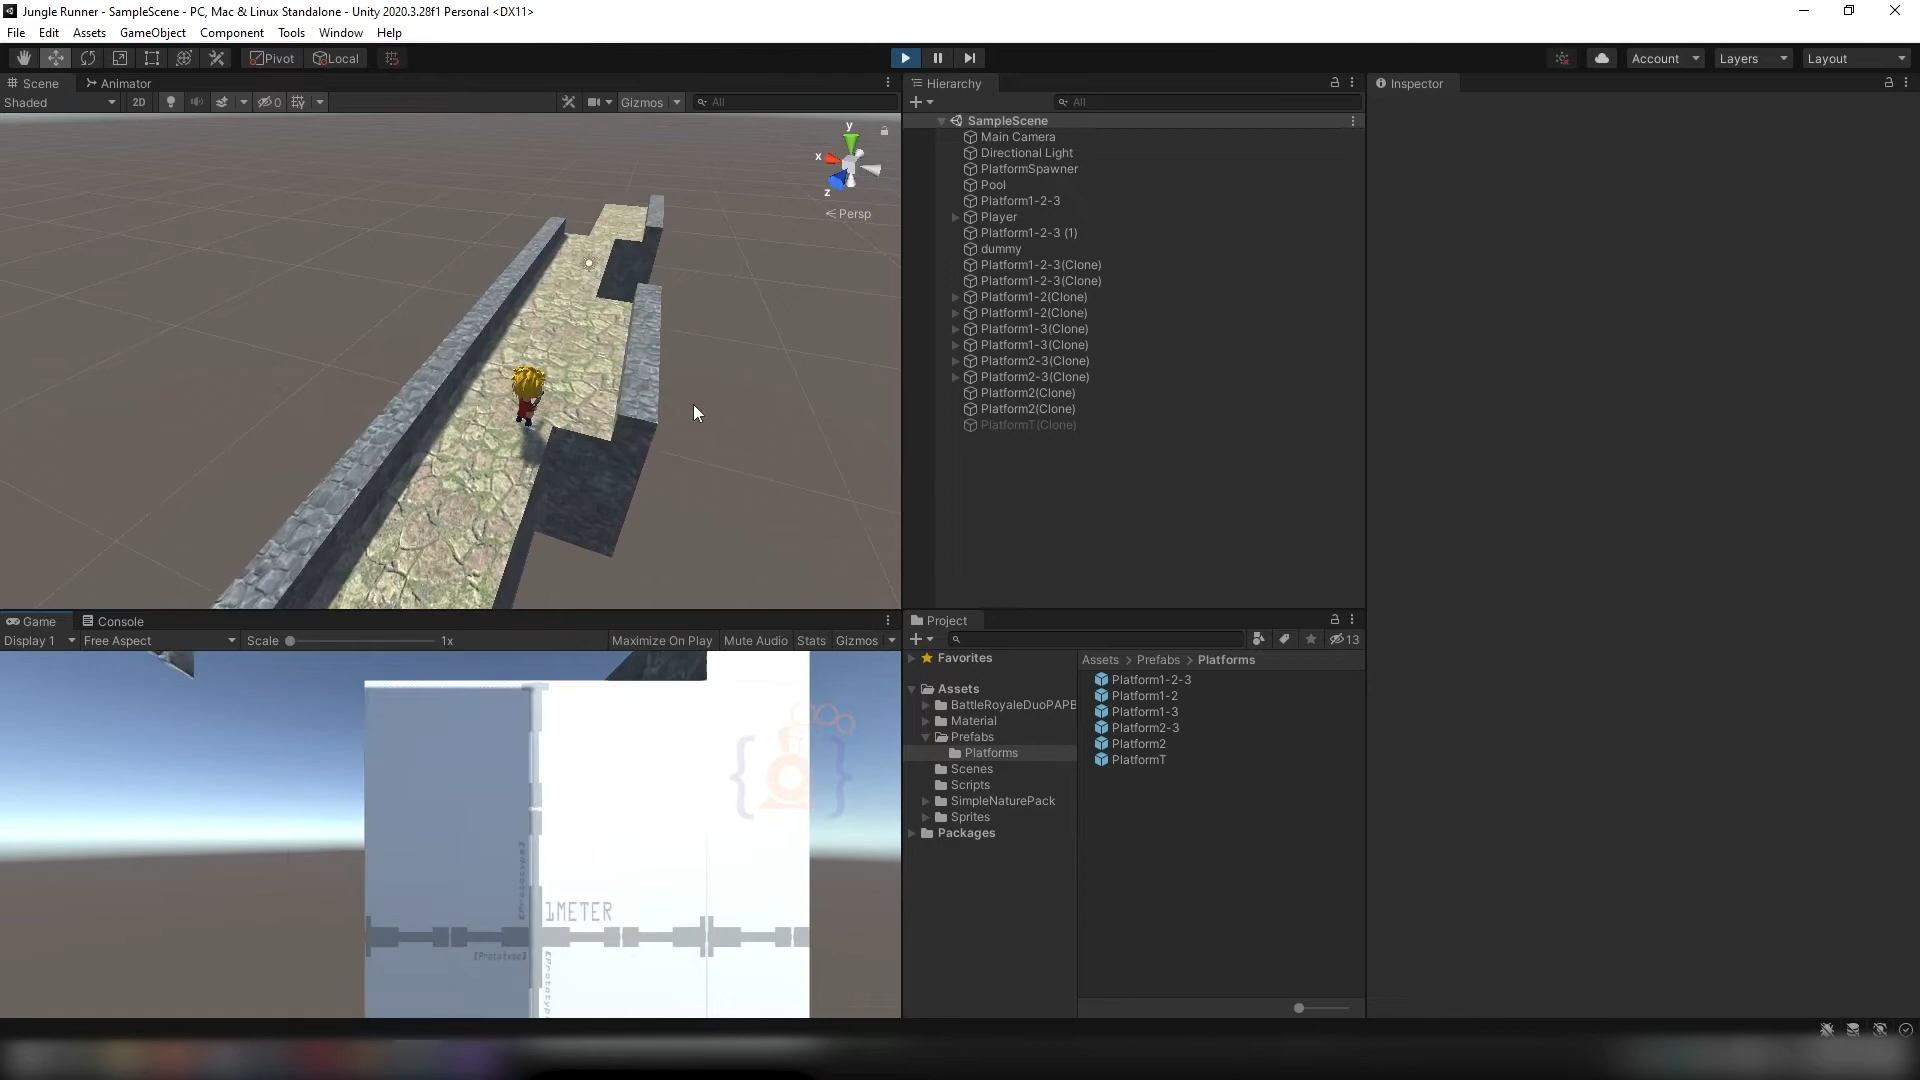 Jungle Runner - SampleScene - PC, Mac & Linux Standalone - Unity 2020.3.28f1 Personal <DX11>
File Edit Assets GameObject Component Tools Window Help
Pivot Local Account Layers Layout
Scene Animator
Shaded 2D 0 Gizmos All
y
x
z
Persp
Hierarchy
All
SampleScene
Main Camera
Directional Light
PlatformSpawner
Pool
Platform1-2-3
Player
Platform1-2-3 (1)
dummy
Platform1-2-3(Clone)
Platform1-2-3(Clone)
Platform1-2(Clone)
Platform1-2(Clone)
Platform1-3(Clone)
Platform1-3(Clone)
Platform2-3(Clone)
Platform2-3(Clone)
Platform2(Clone)
Platform2(Clone)
PlatformT(Clone)
Inspector
Game Console
Display 1 Free Aspect Scale 1x Maximize On Play Mute Audio Stats Gizmos
1METER
[Prototype]
[Prototype]
Project
13
Favorites
Assets
BattleRoyaleDuoPAPB
Material
Prefabs
Platforms
Scenes
Scripts
SimpleNaturePack
Sprites
Packages
Assets > Prefabs > Platforms
Platform1-2-3
Platform1-2
Platform1-3
Platform2-3
Platform2
PlatformT